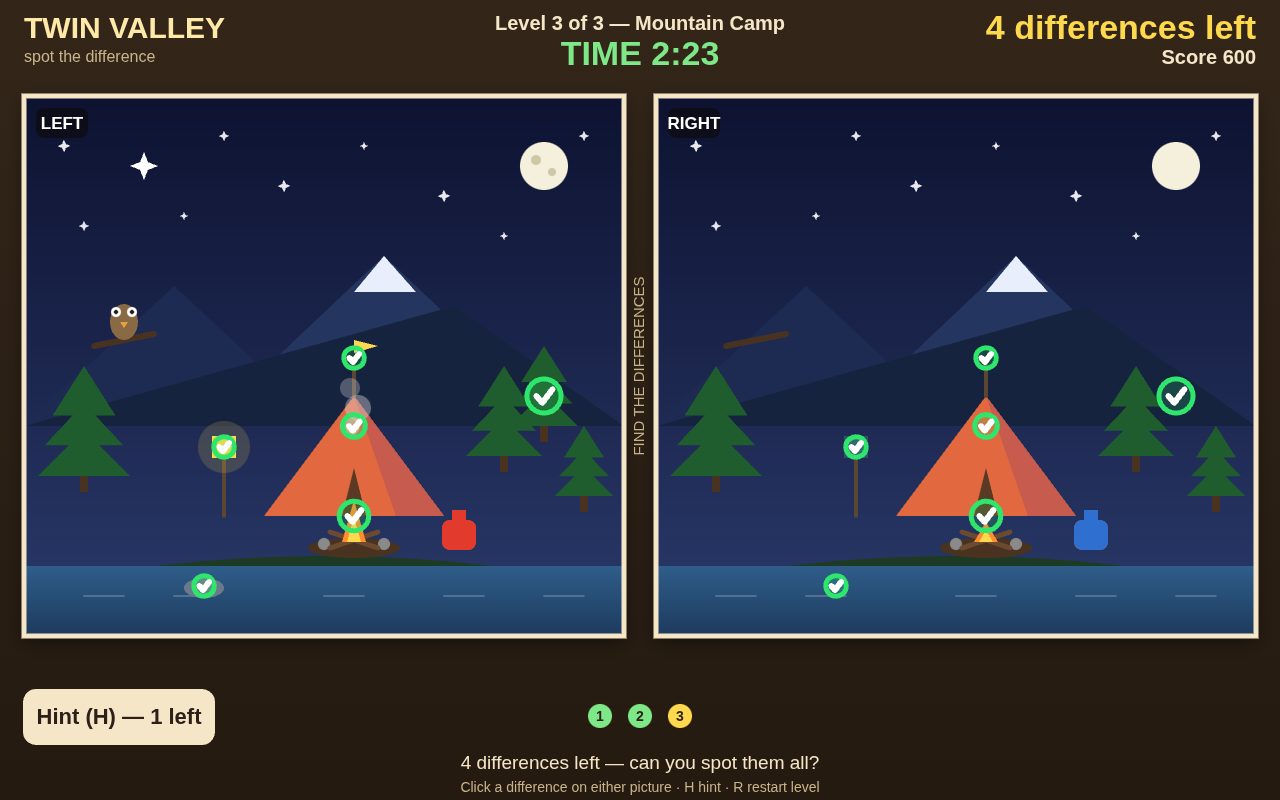 TWIN VALLEY
spot the difference
Level 3 of 3 — Mountain Camp
TIME 2:23
4 differences left
Score 600
LEFT
RIGHT
FIND THE DIFFERENCES
Hint (H) — 1 left
1 2 3
4 differences left — can you spot them all?
Click a difference on either picture · H hint · R restart level